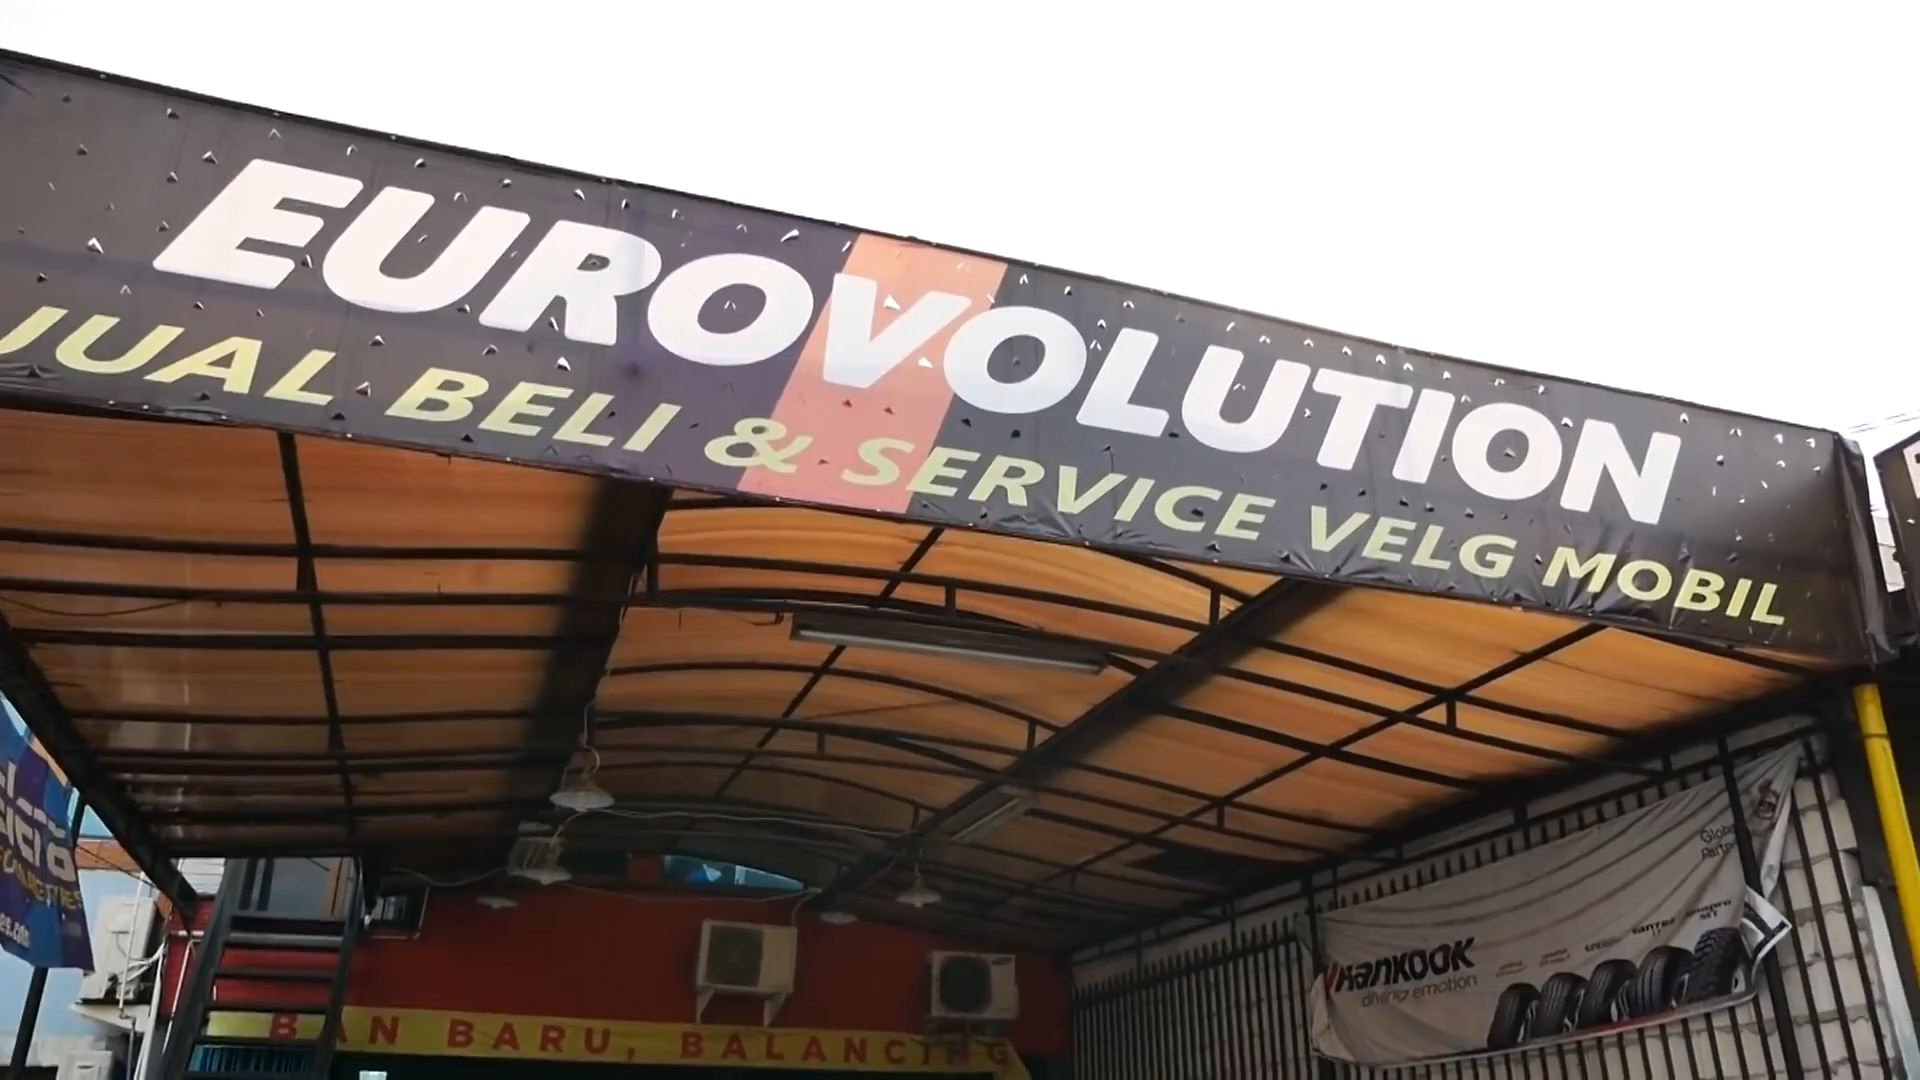 EUROVOLUTION
JUAL BELI & SERVICE VELG MOBIL
BAN BARU, BALANCING
HANKOOK
driving emotion